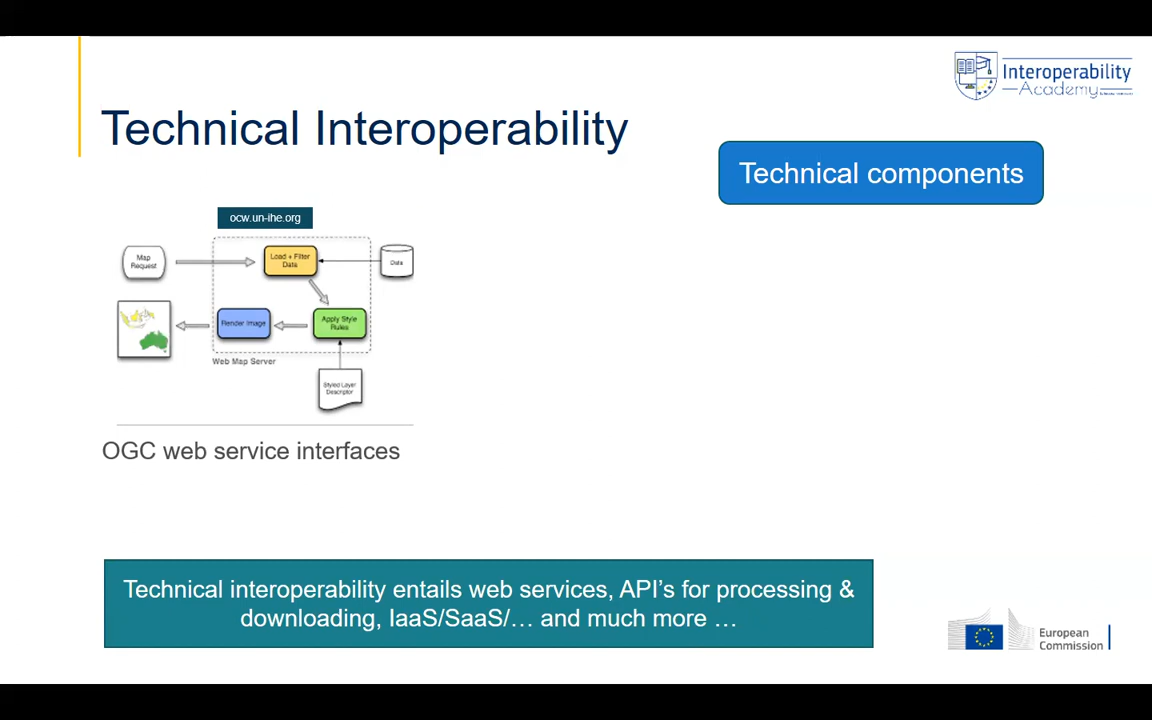 Interoperability
Academy
Technical Interoperability
Technical components
ocw.un-ihe.org
Map
Request
Load + Filter
Data
Data
Render Image
Apply Style
Rules
Web Map Server
Styled Layer
Descriptor
OGC web service interfaces
Technical interoperability entails web services, API’s for processing &
downloading, IaaS/SaaS/… and much more …
European
Commission